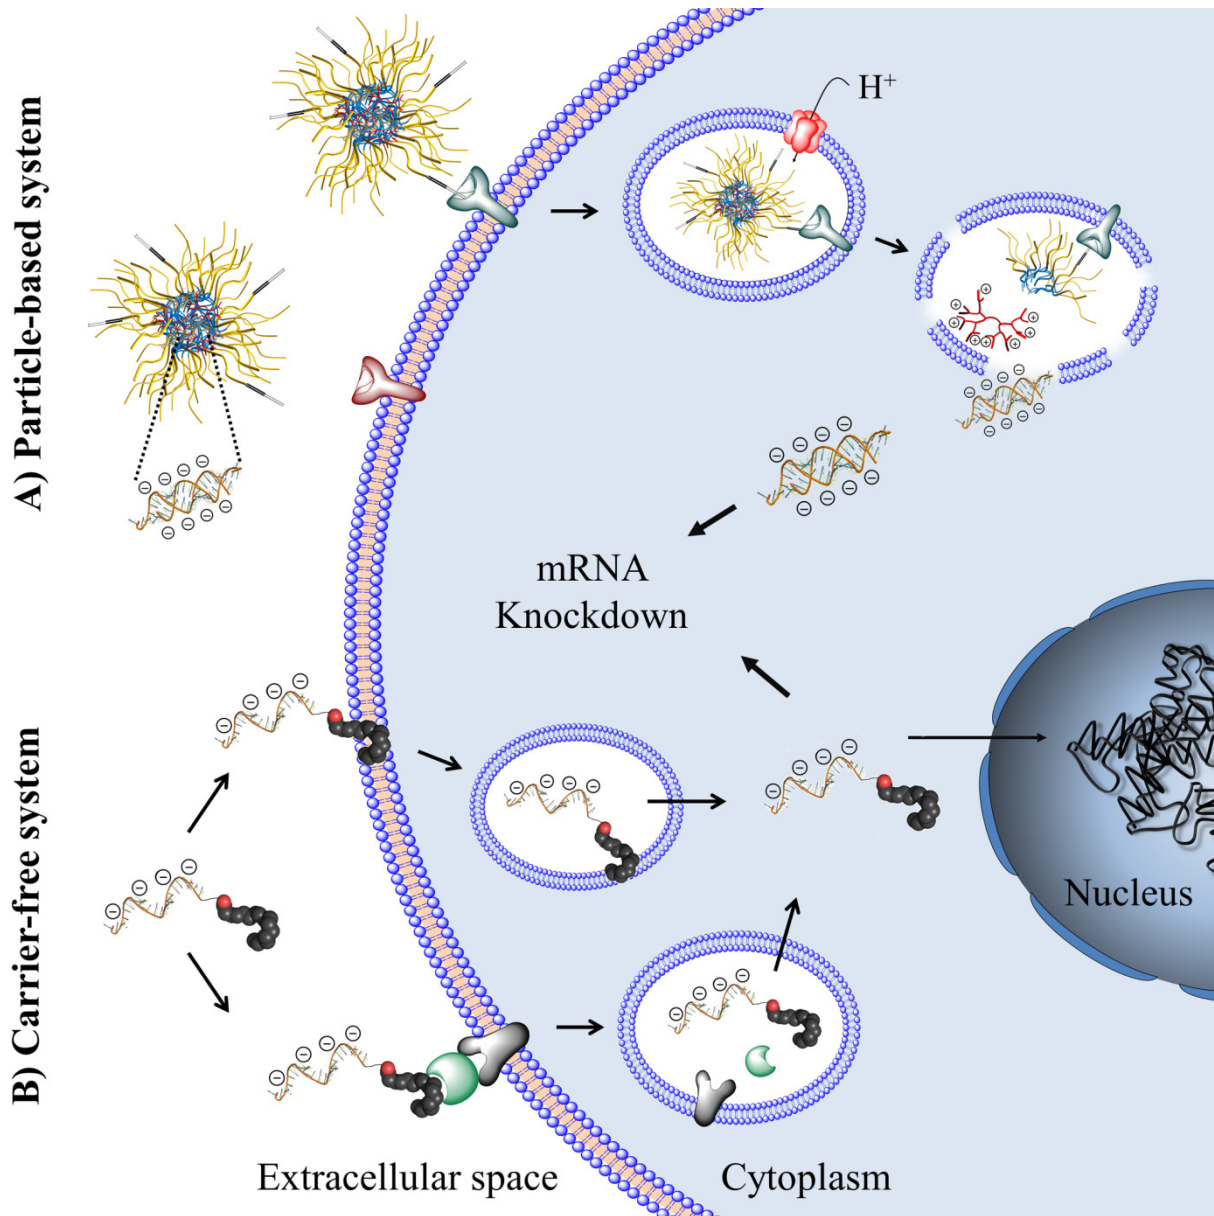 A) Particle-based system
H⁺
mRNA
Knockdown
B) Carrier-free system
Nucleus
Extracellular space
Cytoplasm